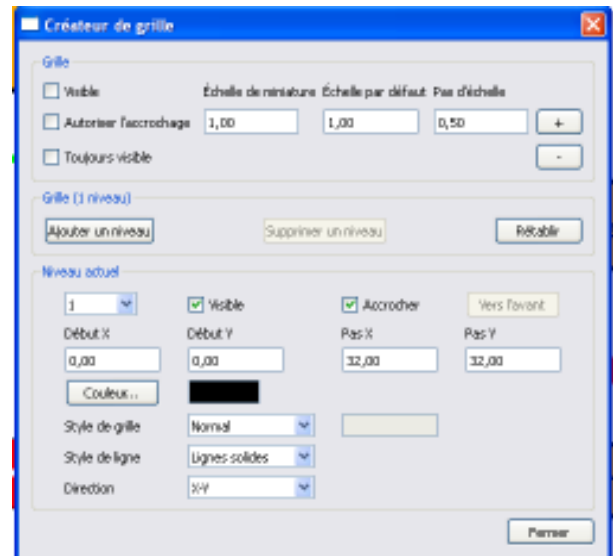 Créateur de grille
Grille
Visible
Échelle de miniature Échelle par défaut Pas d'échelle
Autoriser l'accrochage 1,00 1,00 0,50 +
Toujours visible -
Grille (1 niveau)
Ajouter un niveau Supprimer un niveau Rétablir
Niveau actuel
1 Visible Accrocher Vers l'avant
Début X Début Y Pas X Pas Y
0,00 0,00 32,00 32,00
Couleur...
Style de grille Normal
Style de ligne Lignes solides
Direction X-Y
Fermer